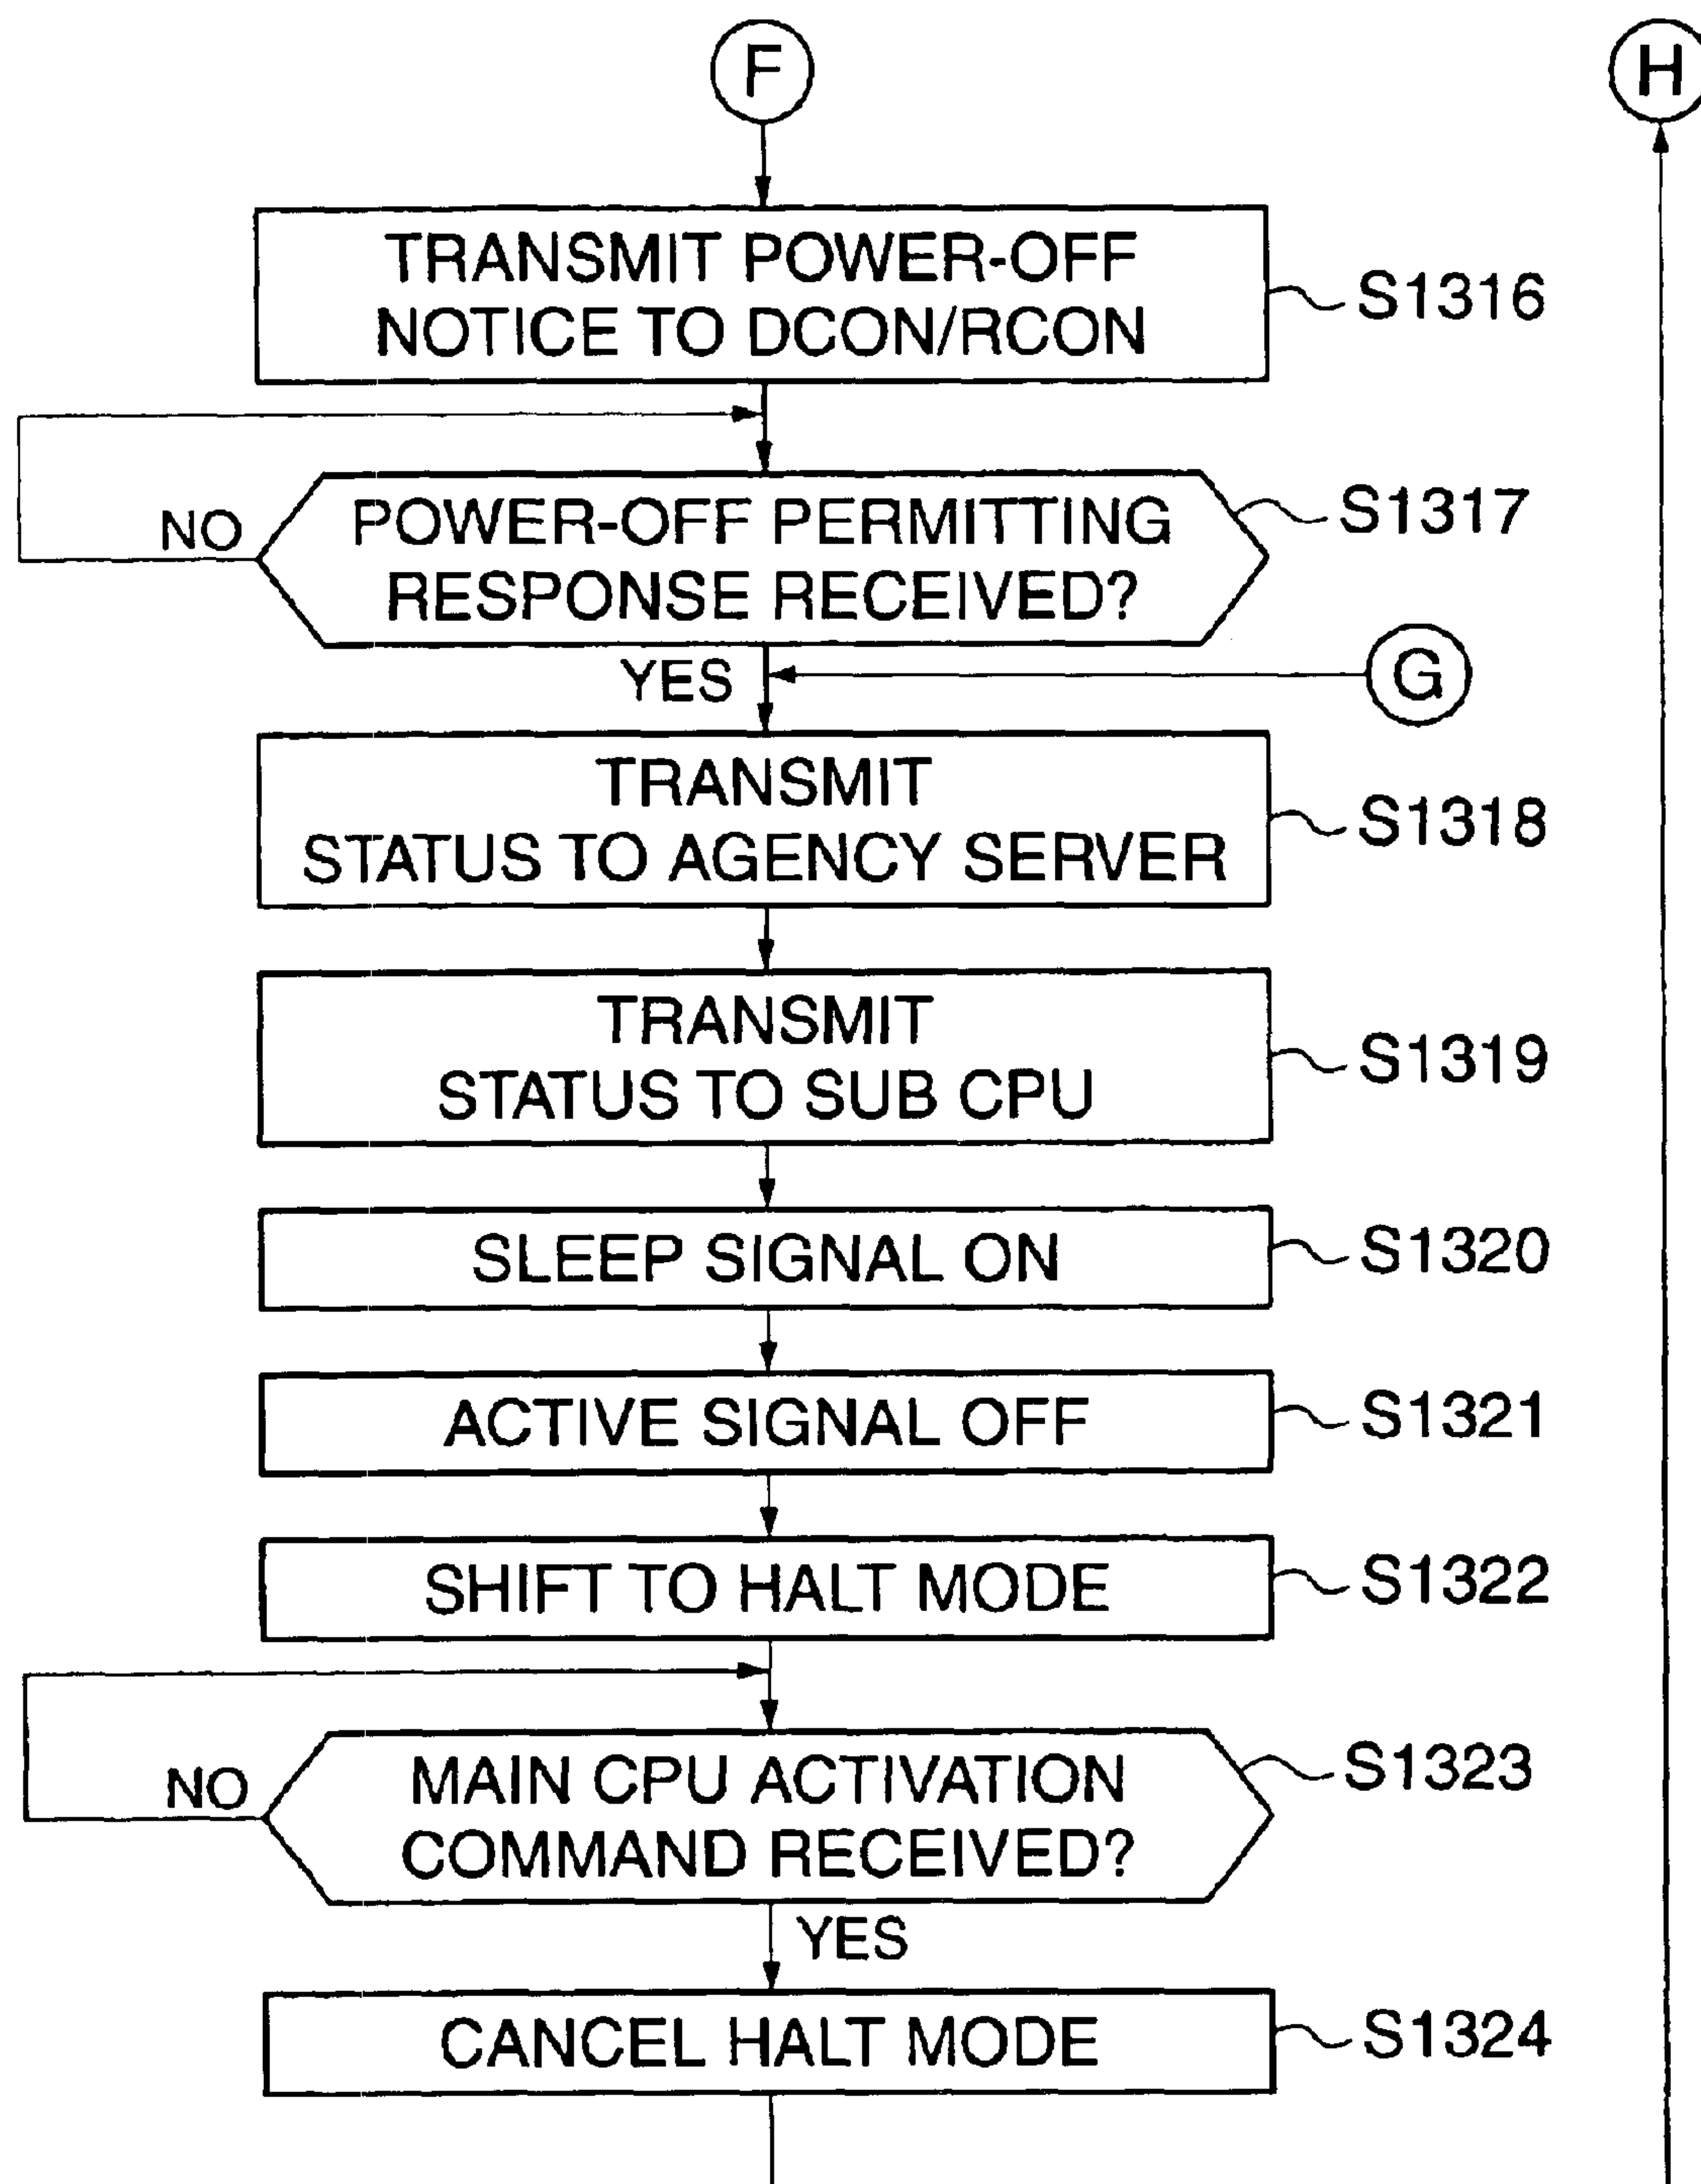 F
H
TRANSMIT POWER-OFF
NOTICE TO DCON/RCON
S1316
NO
POWER-OFF PERMITTING
RESPONSE RECEIVED?
S1317
YES
G
TRANSMIT
STATUS TO AGENCY SERVER
S1318
TRANSMIT
STATUS TO SUB CPU
S1319
SLEEP SIGNAL ON
S1320
ACTIVE SIGNAL OFF
S1321
SHIFT TO HALT MODE
S1322
NO
MAIN CPU ACTIVATION
COMMAND RECEIVED?
S1323
YES
CANCEL HALT MODE
S1324